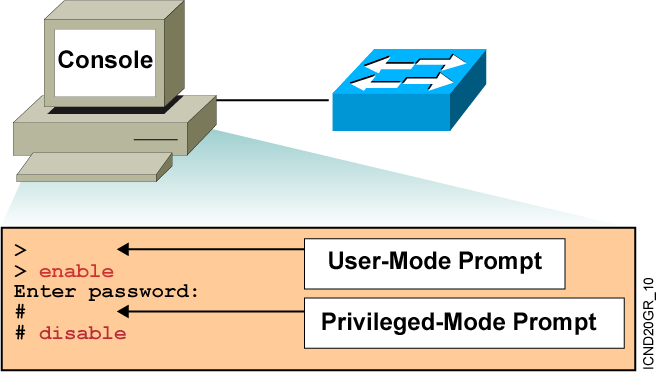 Console
>
> enable
Enter password:
#
# disable
User-Mode Prompt
Privileged-Mode Prompt
ICND20GR_10